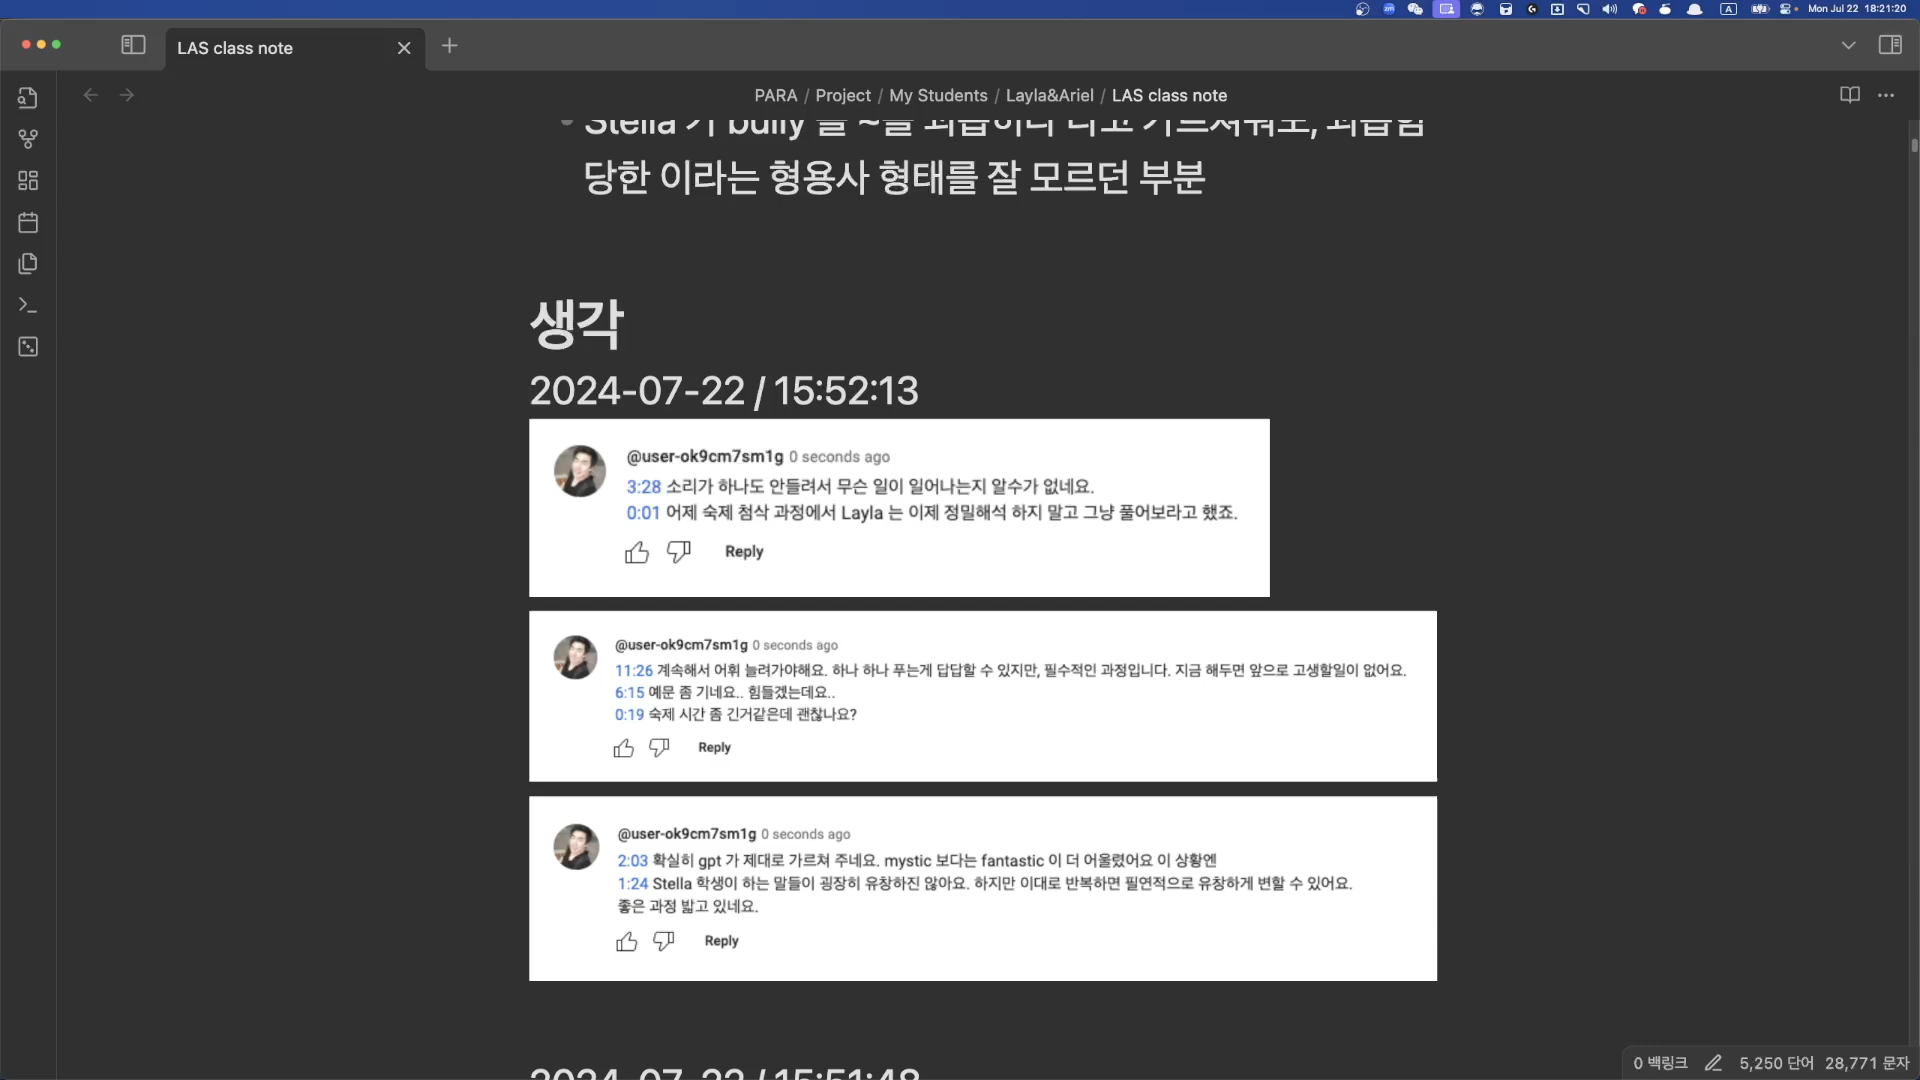 Mon Jul 22 18:21:20
LAS class note
PARA / Project / My Students / Layla&Ariel / LAS class note
당한 이라는 형용사 형태를 잘 모르던 부분
생각
2024-07-22 / 15:52:13
@user-ok9cm7sm1g 0 seconds ago
3:28 소리가 하나도 안들려서 무슨 일이 일어나는지 알수가 없네요.
0:01 어제 숙제 첨삭 과정에서 Layla 는 이제 정밀해석 하지 말고 그냥 풀어보라고 했죠.
Reply
@user-ok9cm7sm1g 0 seconds ago
11:26 계속해서 어휘 늘려가야해요. 하나 하나 푸는게 답답할 수 있지만, 필수적인 과정입니다. 지금 해두면 앞으로 고생할일이 없어요.
6:15 예문 좀 기네요.. 힘들겠는데요..
0:19 숙제 시간 좀 긴거같은데 괜찮나요?
Reply
@user-ok9cm7sm1g 0 seconds ago
2:03 확실히 gpt 가 제대로 가르쳐 주네요. mystic 보다는 fantastic 이 더 어울렸어요 이 상황엔
1:24 Stella 학생이 하는 말들이 굉장히 유창하진 않아요. 하지만 이대로 반복하면 필연적으로 유창하게 변할 수 있어요.
좋은 과정 밟고 있네요.
Reply
2024-07-22 / 15:51:48
0 백링크 5,250 단어 28,771 문자